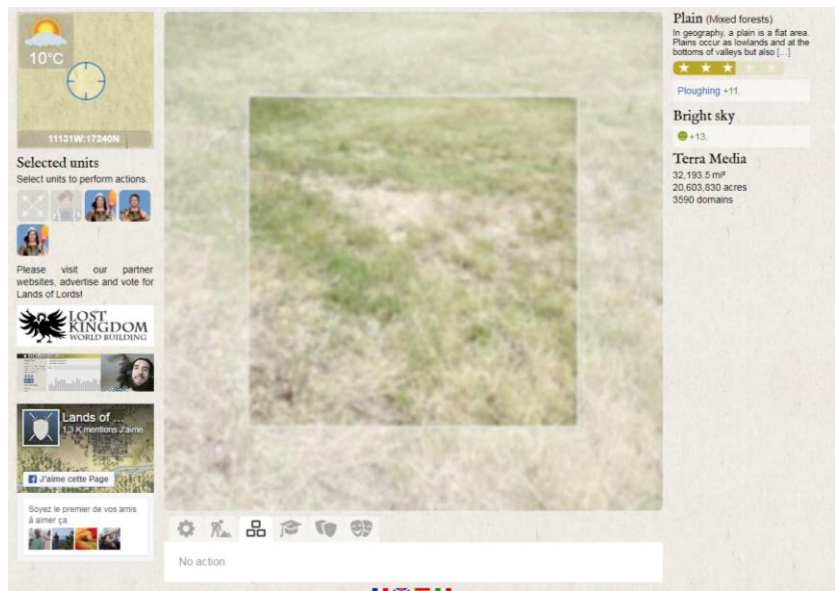 10°C
11131W:17240N
Selected units
Select units to perform actions.
Please visit our partner
websites, advertise and vote for
Lands of Lords!
LOST
KINGDOM
WORLD BUILDING
Lands of ...
1,3 K mentions J'aime
J'aime cette Page
Soyez le premier de vos amis
à aimer ça.
No action
Plain (Mixed forests)
In geography, a plain is a flat area.
Plains occur as lowlands and at the
bottoms of valleys but also [...]
Ploughing +11.
Bright sky
+13.
Terra Media
32,193.5 mi²
20,603,830 acres
3590 domains